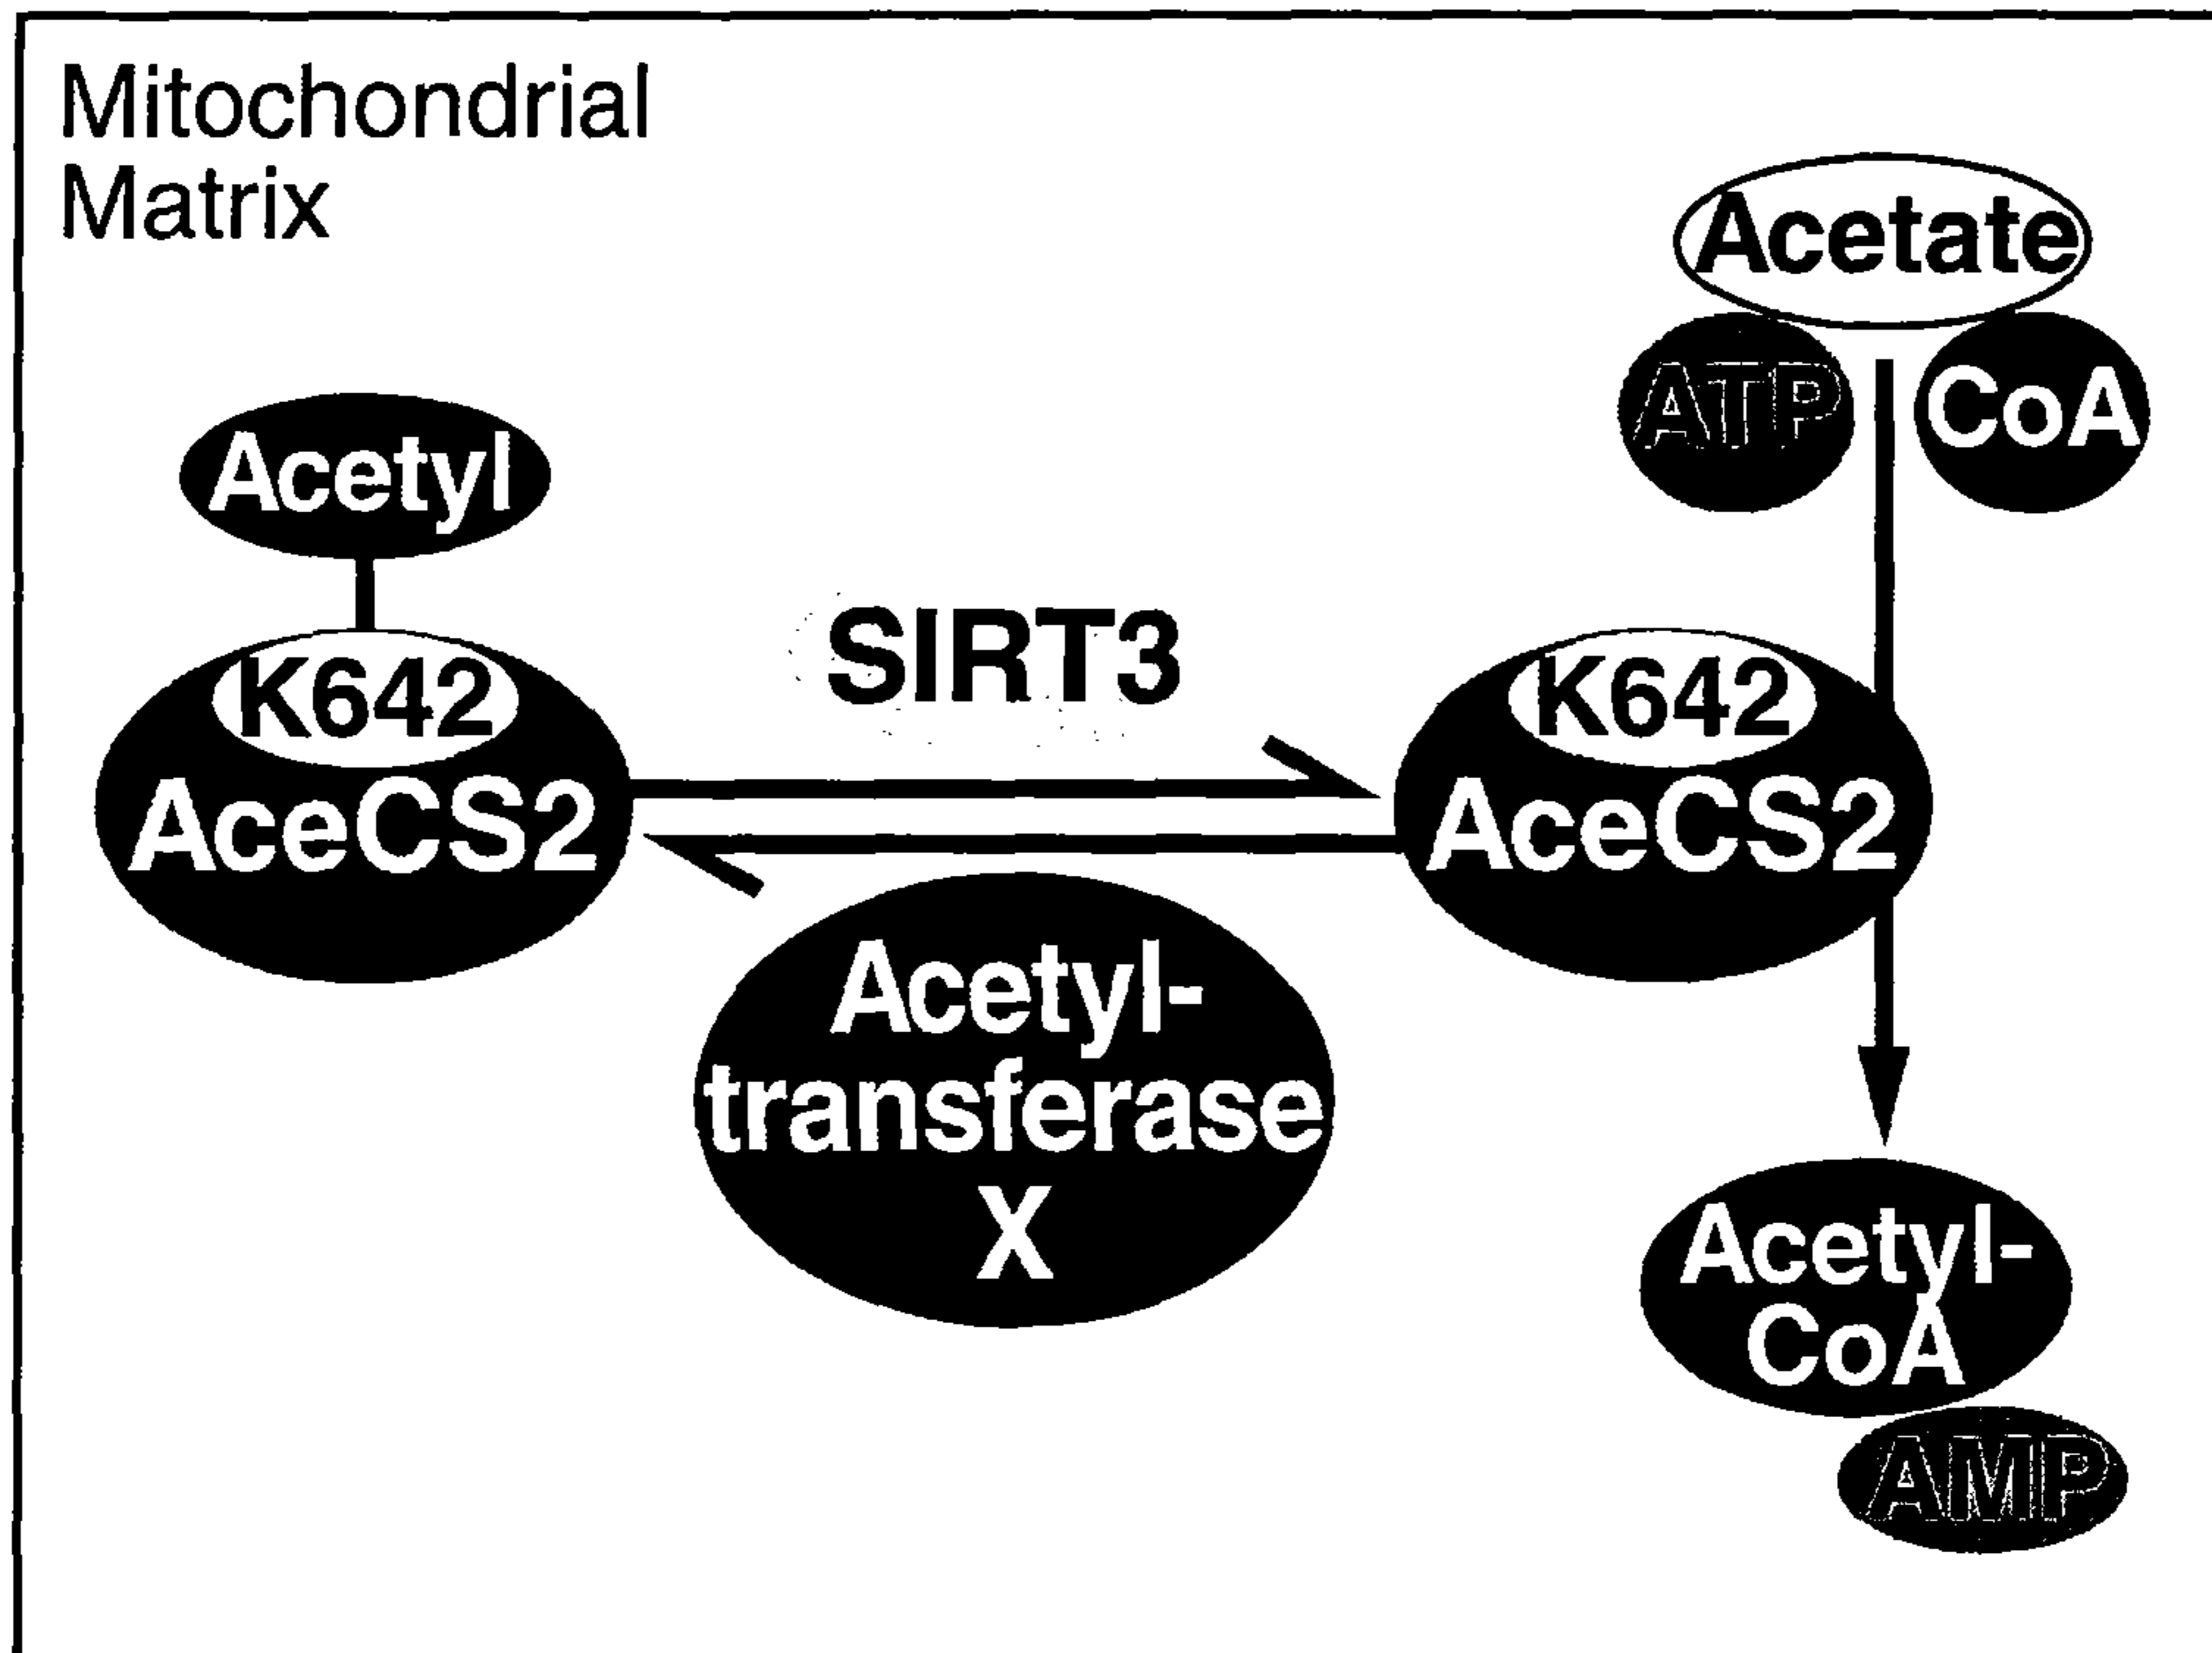 Mitochondrial
Matrix
Acetate
ATP
CoA
Acetyl
SIRT3
K642
AceCS2
K642
AceCS2
Acetyl-
transferase
X
Acetyl-
CoA
AMP